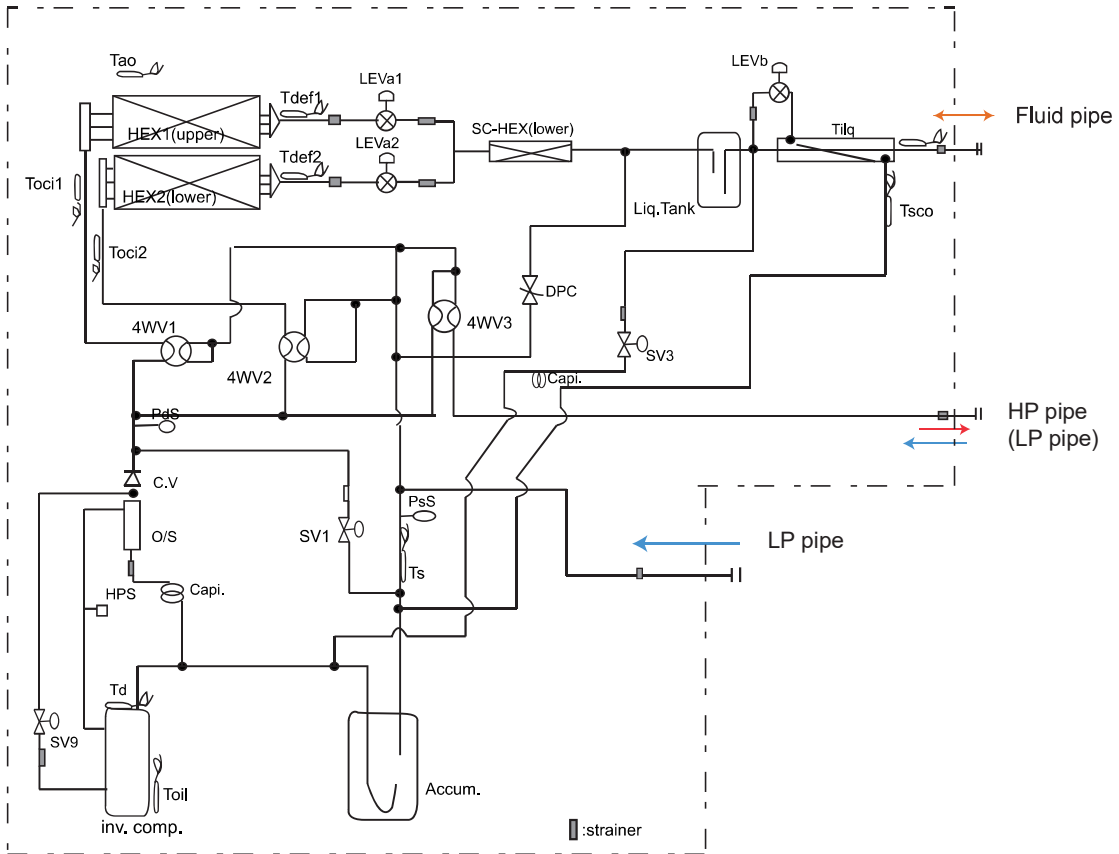 Tao
LEVa1
LEVb
Tdef1
HEX1(upper)
LEVa2
SC-HEX(lower)
Tilq
Fluid pipe
Tdef2
Toci1
HEX2(lower)
Liq.Tank
Tsco
Toci2
DPC
4WV1
4WV3
4WV2
SV3
Capi.
PdS
HP pipe
(LP pipe)
C.V
PsS
O/S
SV1
LP pipe
Ts
HPS
Capi.
Td
SV9
Toil
Accum.
inv. comp.
:strainer